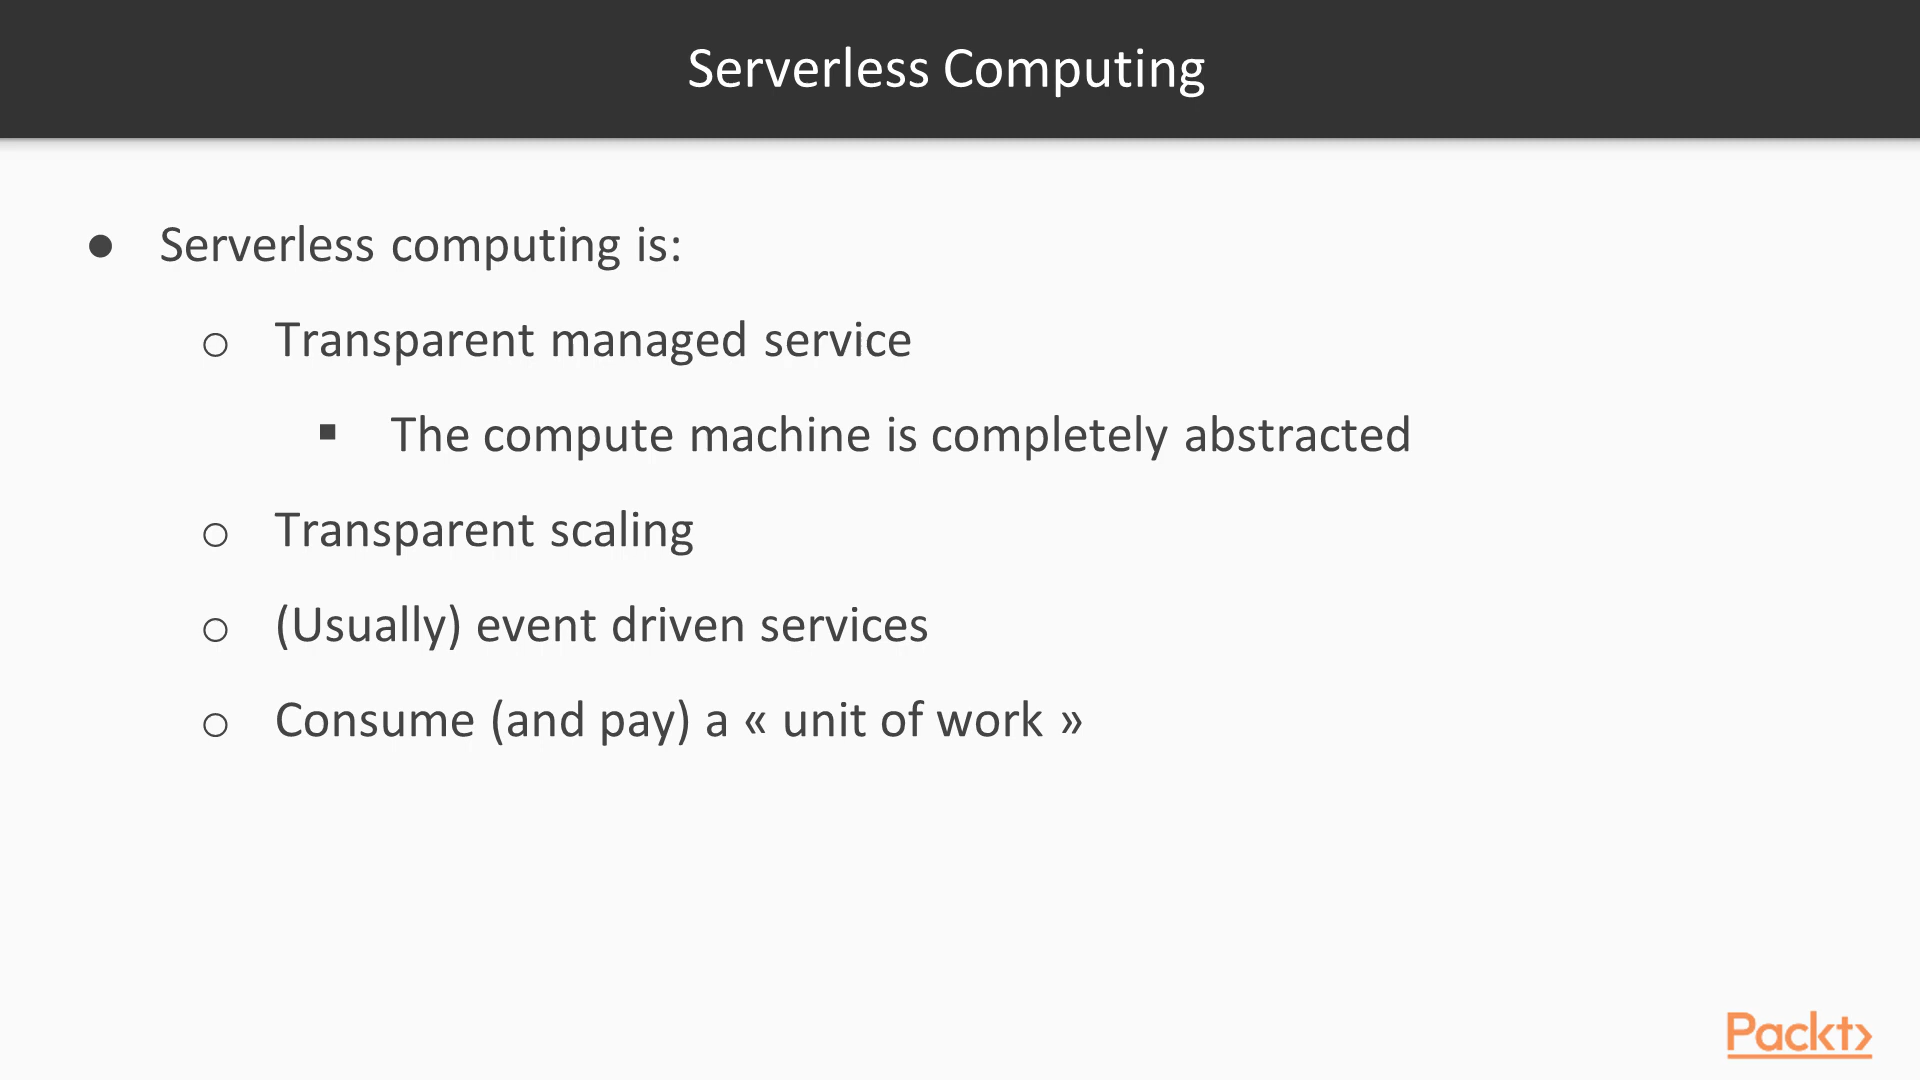 Serverless Computing
● Serverless computing is:
o Transparent managed service
▪ The compute machine is completely abstracted
o Transparent scaling
o (Usually) event driven services
o Consume (and pay) a « unit of work »
Packt>